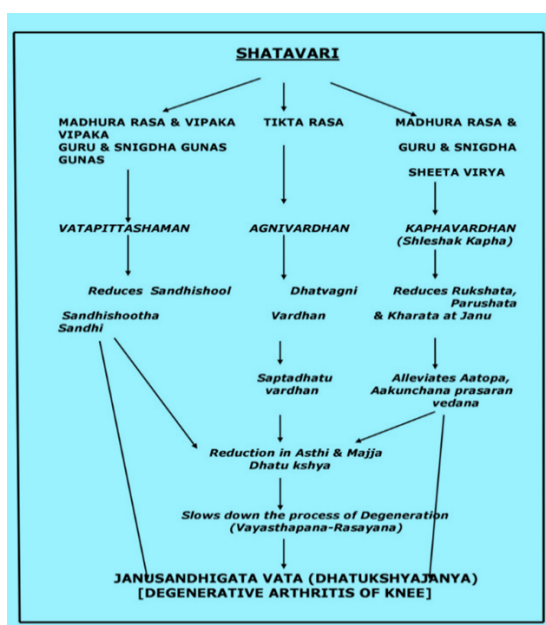 SHATAVARI
MADHURA RASA & VIPAKA
VIPAKA
GURU & SNIGDHA GUNAS
GUNAS
TIKTA RASA
MADHURA RASA &
GURU & SNIGDHA
SHEETA VIRYA
VATAPITTASHAMAN
AGNIVARDHAN
KAPHAVARDHAN
(Shleshak Kapha)
Reduces Sandhishool
Sandhishootha
Sandhi
Dhatvagni
Vardhan
Reduces Rukshata,
Parushata
& Kharata at Janu
Saptadhatu
vardhan
Alleviates Aatopa,
Aakunchana prasaran
vedana
Reduction in Asthi & Majja
Dhatu kshya
Slows down the process of Degeneration
(Vayasthapana-Rasayana)
JANUSANDHIGATA VATA (DHATUKSHYAJANYA)
[DEGENERATIVE ARTHRITIS OF KNEE]